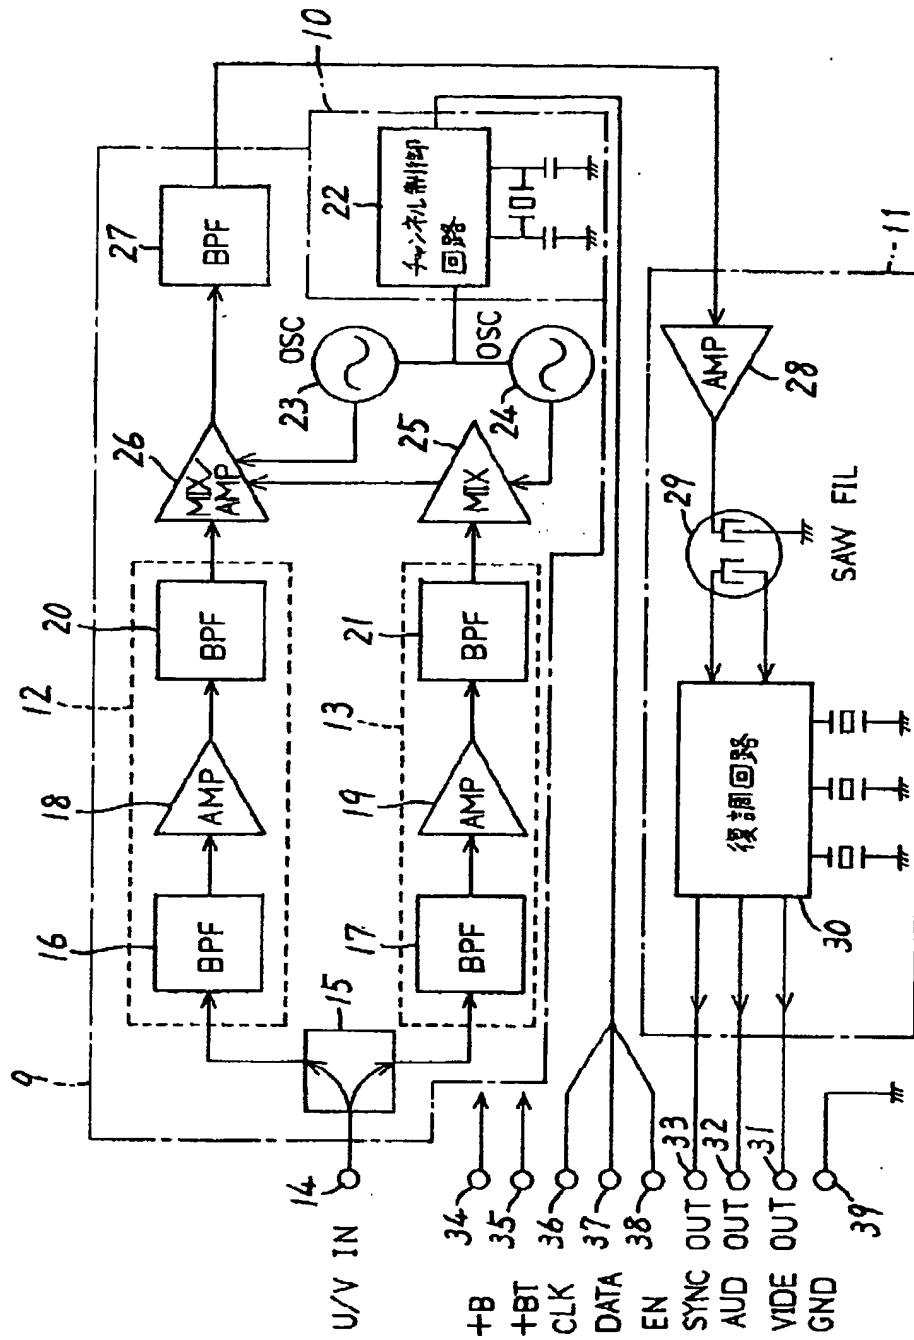 9
12
20
26
27
16
18
BPF
AMP
BPF
MIX/
AMP
BPF
10
OSC
23
15
22
チャンネル制御
回路
14
U/V IN
13
21
25
OSC
24
17
19
BPF
AMP
BPF
MIX
34
+B
35
+BT
36
CLK
37
DATA
38
EN
33
SYNC OUT
32
AUD OUT
31
VIDE OUT
39
GND
29
AMP
28
後調回路
30
SAW FIL
11